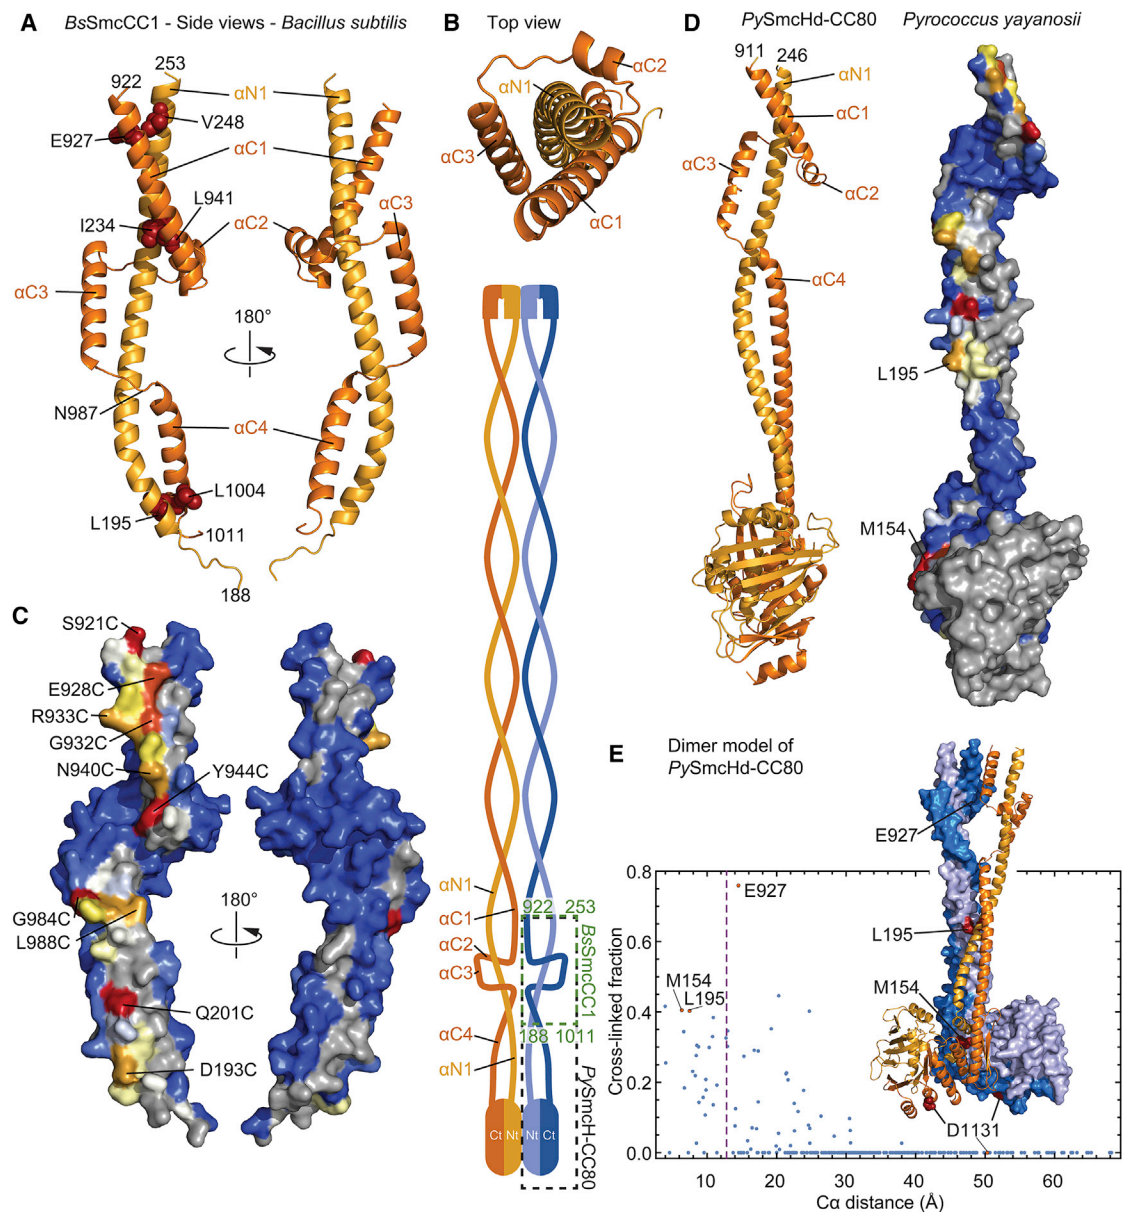 A
BsSmcCC1 - Side views - Bacillus subtilis
253
922
αN1
V248
E927
αC1
L941
I234
αC2
αC3
αC3
180°
N987
αC4
L1004
L195
1011
188
B
Top view
αC2
αN1
αC3
αC1
αN1
αC1
αC2
αC3
αC4
αN1
922 253
BsSmcCC1
188 1011
PySmcH-CC80
Ct Nt Nt Ct
C
S921C
E928C
R933C
G932C
N940C
Y944C
G984C
L988C
180°
Q201C
D193C
D
PySmcHd-CC80
Pyrococcus yayanosii
911
246
αN1
αC1
αC3
αC2
αC4
L195
M154
E
Dimer model of
PySmcHd-CC80
E927
L195
M154
D1131
E927
M154
L195
Cross-linked fraction
0.8
0.6
0.4
0.2
0
10 20 30 40 50 60
Cα distance (Å)